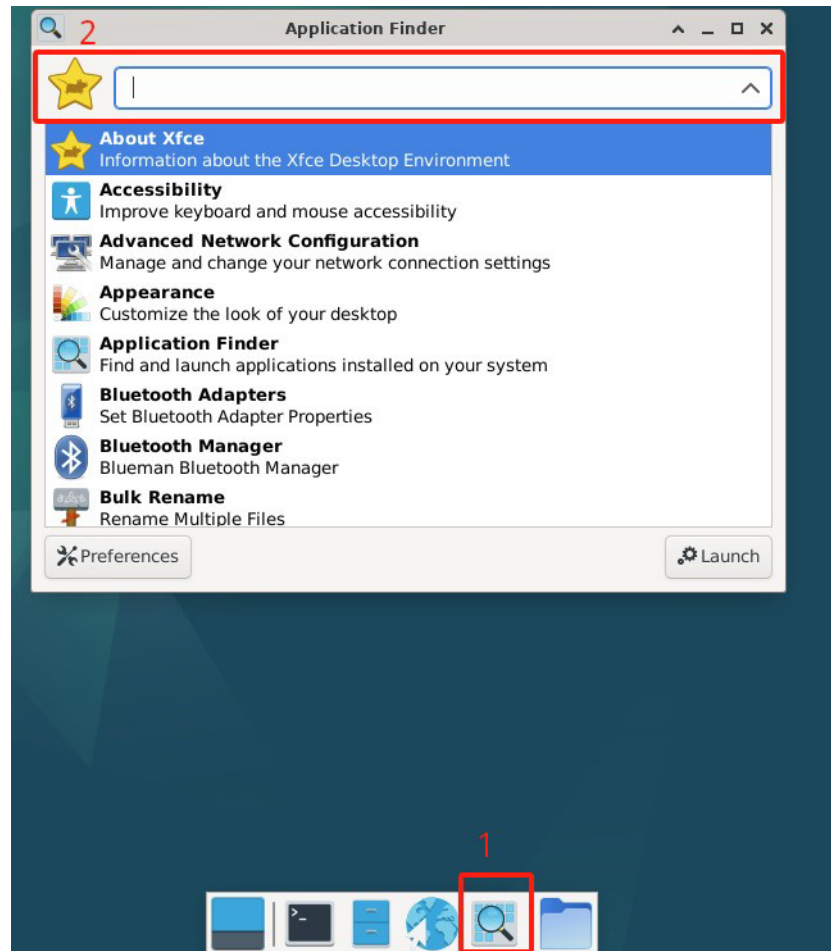 2
Application Finder
About Xfce
Information about the Xfce Desktop Environment
Accessibility
Improve keyboard and mouse accessibility
Advanced Network Configuration
Manage and change your network connection settings
Appearance
Customize the look of your desktop
Application Finder
Find and launch applications installed on your system
Bluetooth Adapters
Set Bluetooth Adapter Properties
Bluetooth Manager
Blueman Bluetooth Manager
Bulk Rename
Rename Multiple Files
Preferences
Launch
1
>_